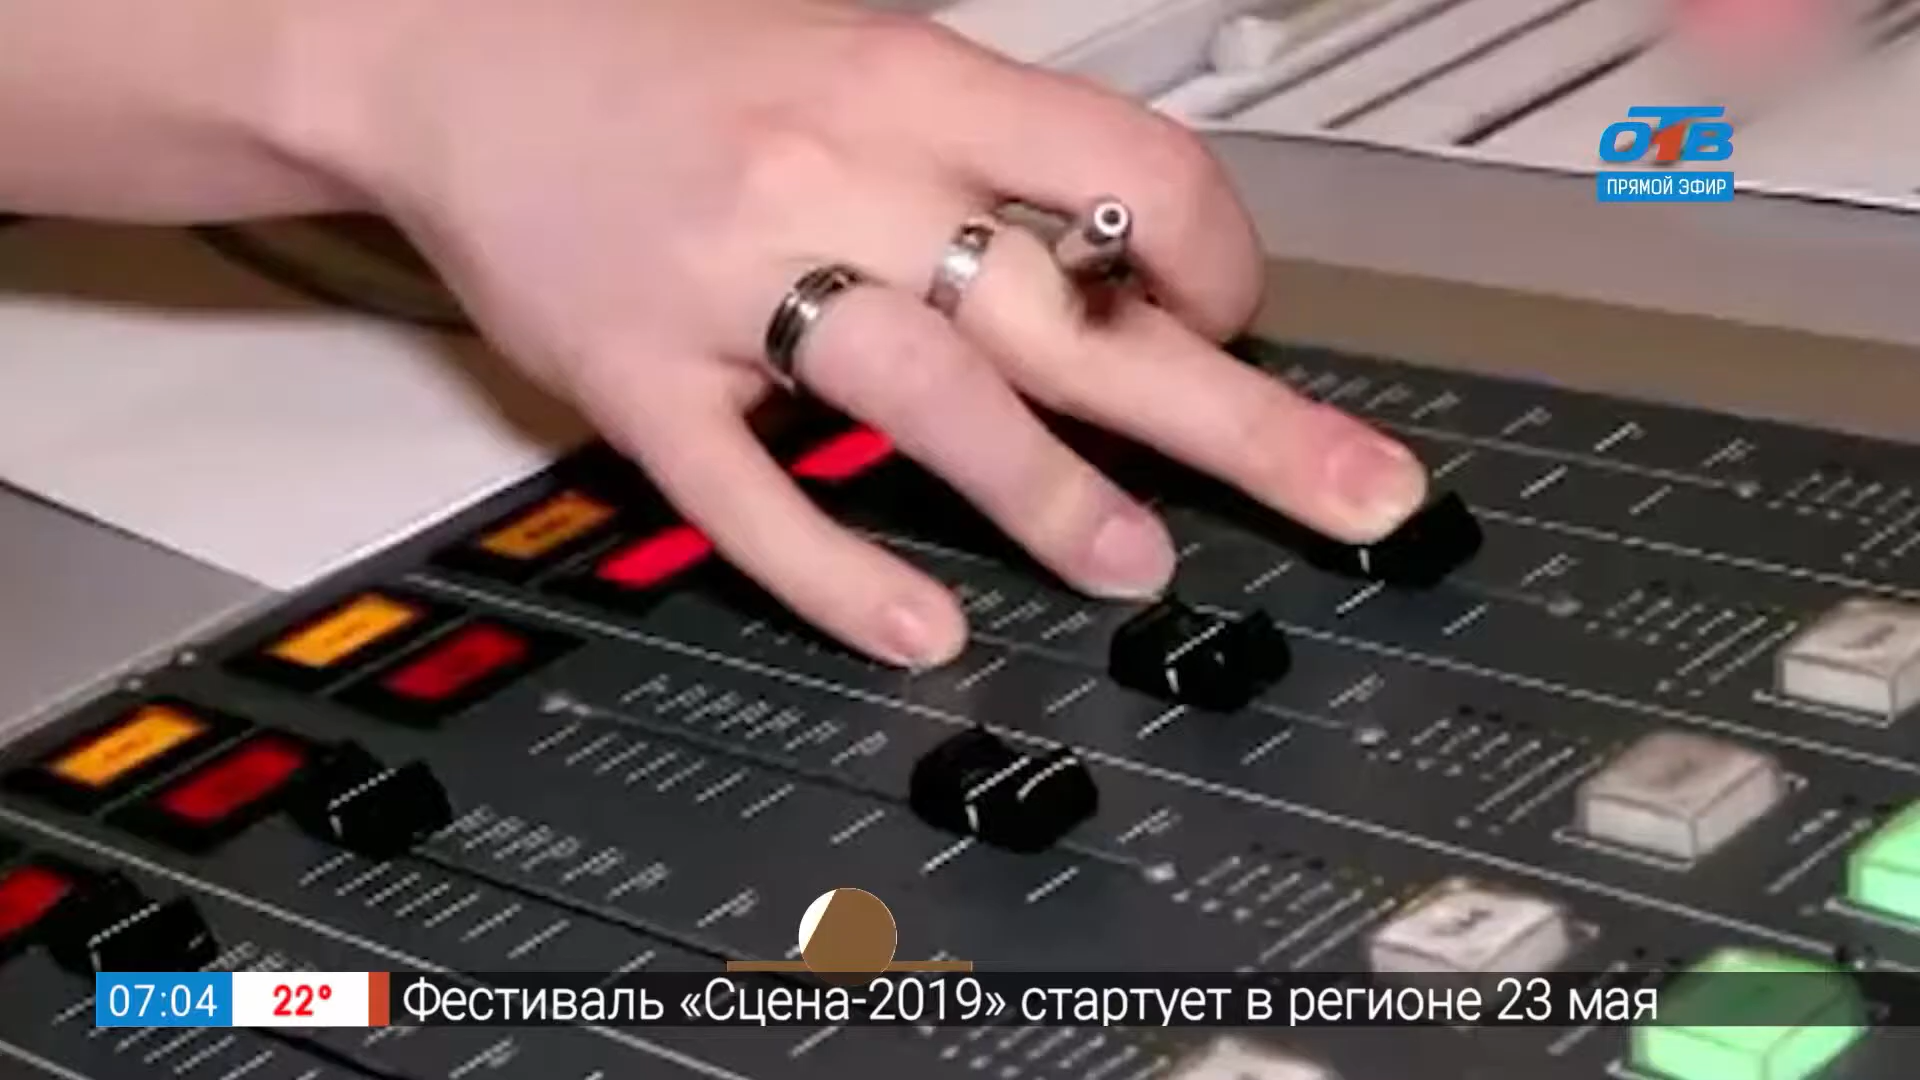 ОТВ
ПРЯМОЙ ЭФИР
07:04 22° Фестиваль «Сцена-2019» стартует в регионе 23 мая